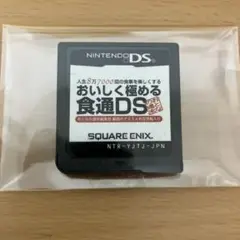 NINTENDO DS
人生8万7000回の食事を楽しくする
おいしく極める
食通DS
SQUARE ENIX.
NTR-YJTJ-JPN